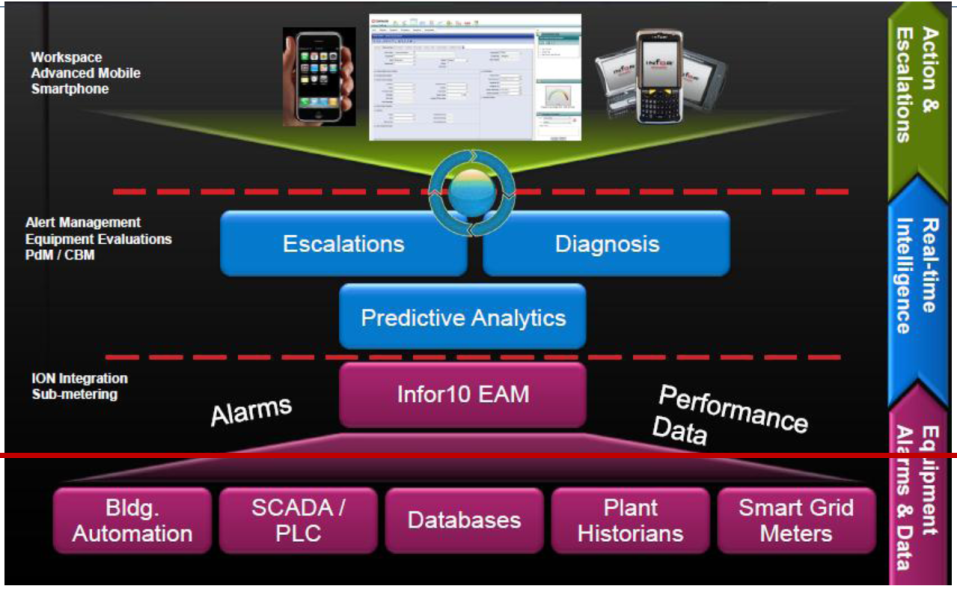 Workspace
Advanced Mobile
Smartphone
Action &
Escalations
Alert Management
Equipment Evaluations
PdM / CBM
Escalations
Diagnosis
Real-time
Intelligence
Predictive Analytics
ION Integration
Sub-metering
Infor10 EAM
Alarms
Performance
Data
Equipment
Alarms & Data
Bldg.
Automation
SCADA /
PLC
Databases
Plant
Historians
Smart Grid
Meters